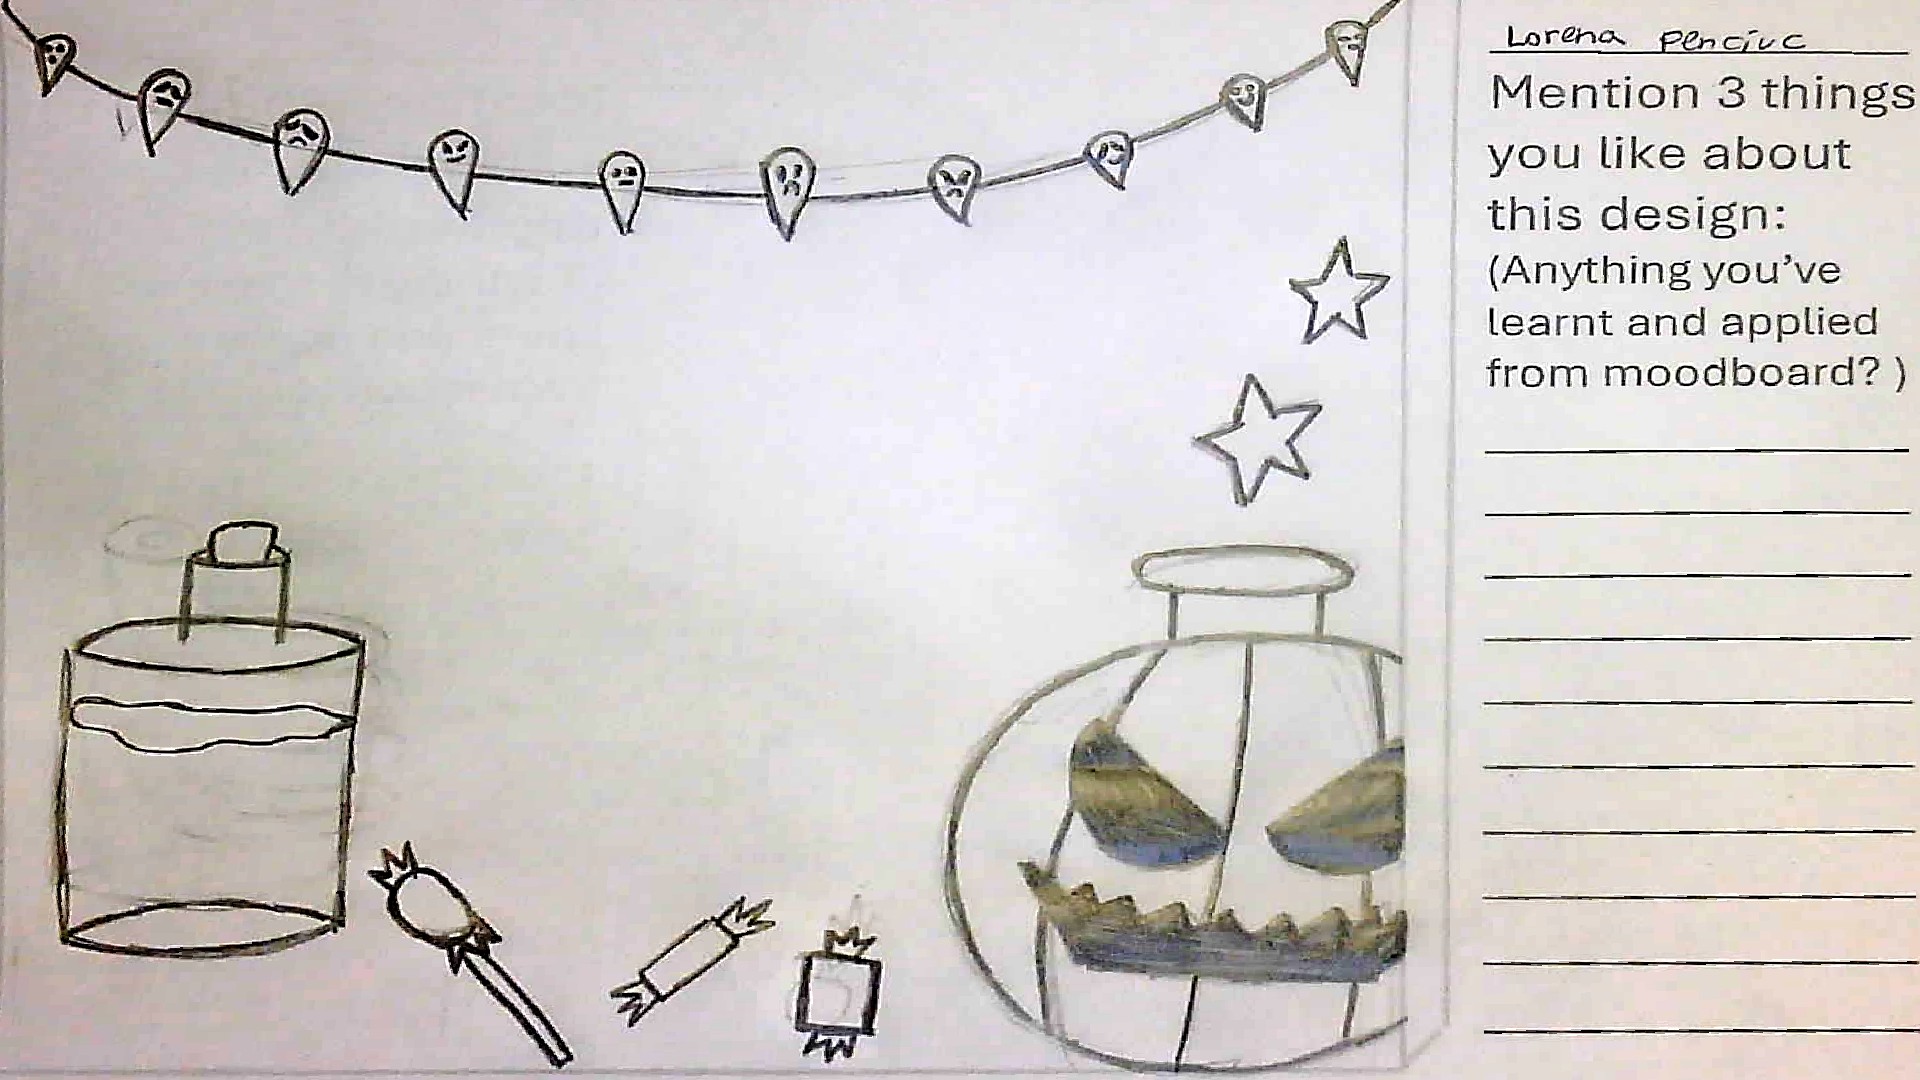 Lorena Penciuc
Mention 3 things
you like about
this design:
(Anything you've
learnt and applied
from moodboard? )